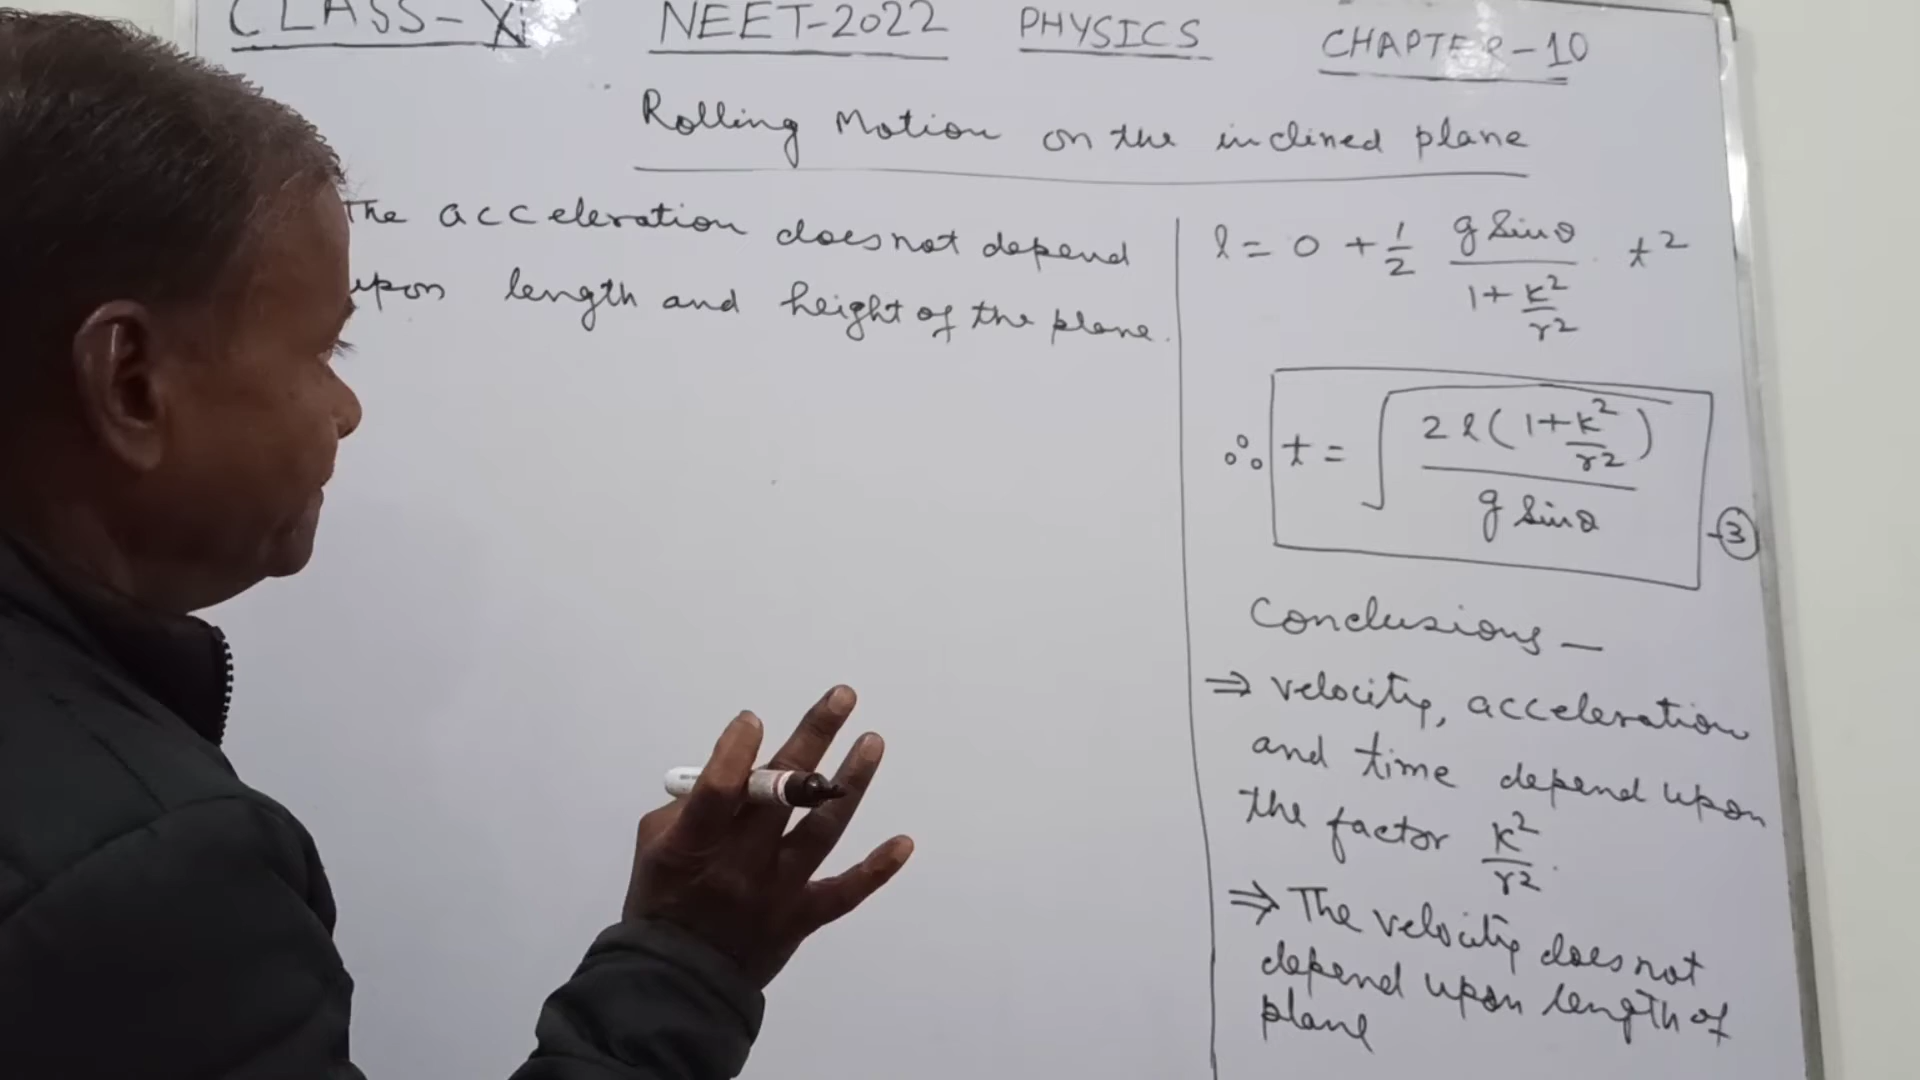 CLASS-XI NEET-2022 PHYSICS CHAPTER-10
Rolling Motion on the inclined plane
The acceleration does not depend
upon length and height of the plane.
l = 0 + 1/2 g Sinθ / (1 + K²/r²) t²
∴ t = √(2l(1 + K²/r²) / g Sinθ) -③
Conclusions —
⇒ velocity, acceleration
and time depend upon
the factor K²/r².
⇒ The velocity does not
depend upon length of
plane